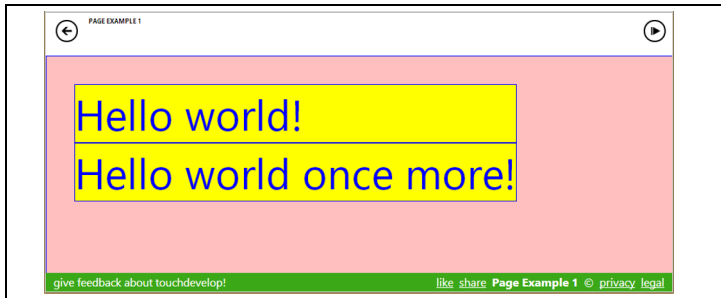 PAGE EXAMPLE 1
Hello world!
Hello world once more!
give feedback about touchdevelop! like share Page Example 1 © privacy legal